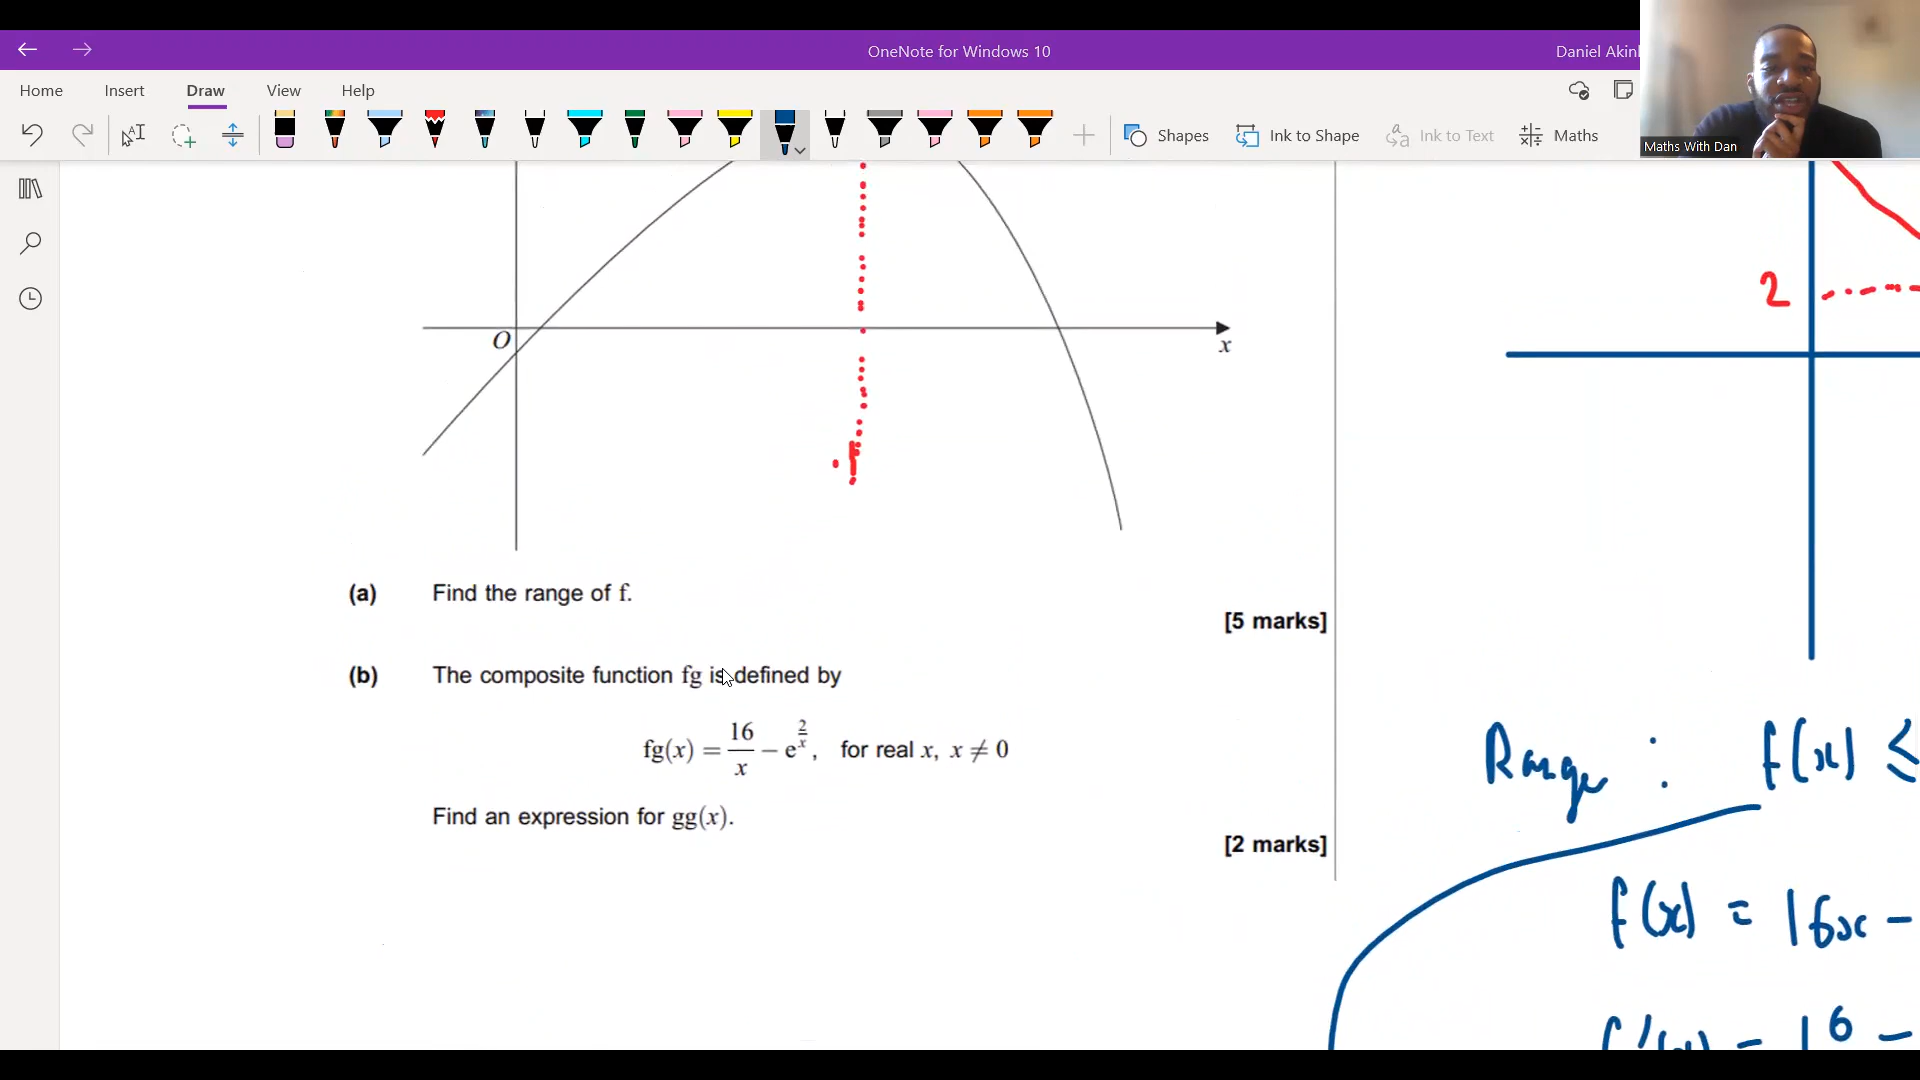 OneNote for Windows 10
Daniel Akin
Home Insert Draw View Help
Shapes Ink to Shape Ink to Text Maths
Maths With Dan
2
O
x
(a) Find the range of f.
[5 marks]
(b) The composite function fg is defined by
fg(x) = 16/x − e^(2/x), for real x, x ≠ 0
Find an expression for gg(x).
[2 marks]
Range : f(x) ≤
f(x) = 16x −
f'(x) = 16 −